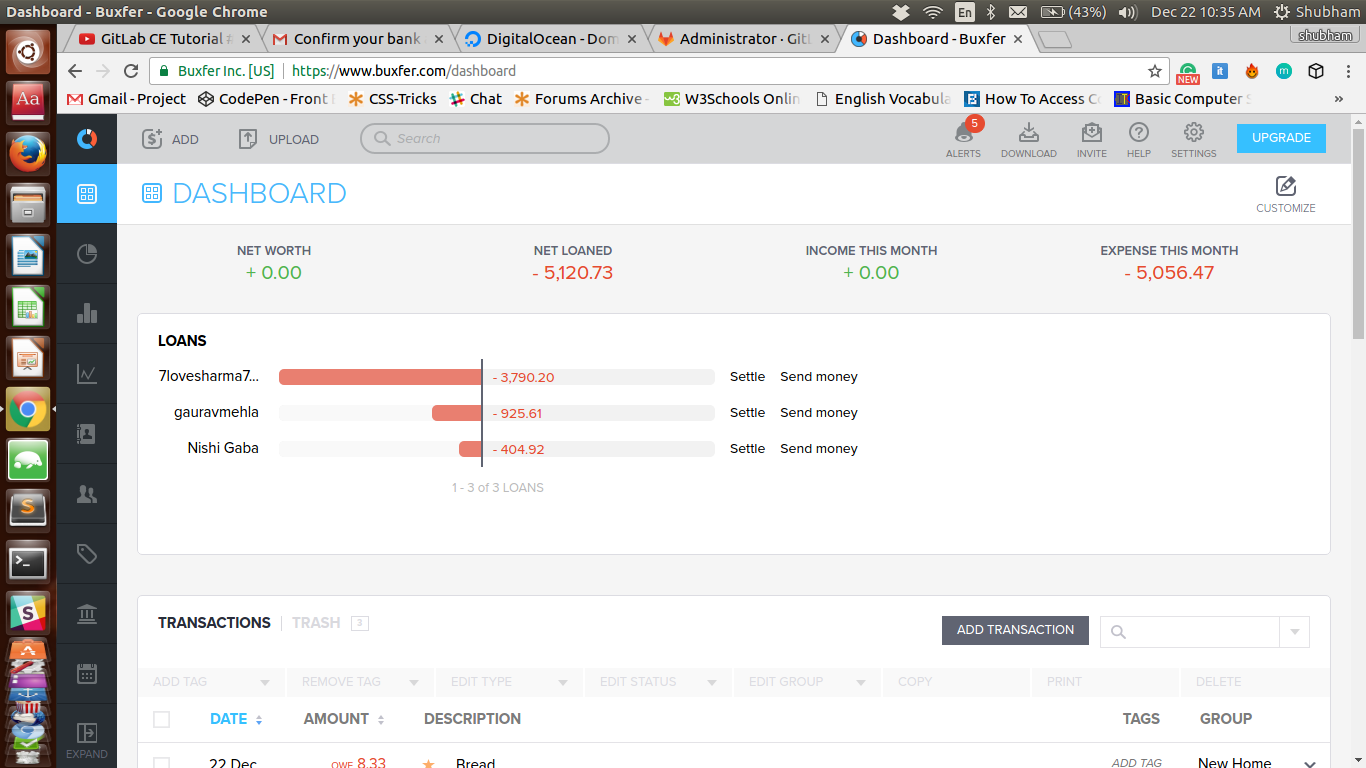 Dashboard - Buxfer - Google Chrome
En (43%) Dec 22 10:35 AM Shubham
GitLab CE Tutorial # Confirm your bank DigitalOcean - Dom Administrator · GitL Dashboard - Buxfer shubham
Buxfer Inc. [US] https://www.buxfer.com/dashboard NEW it m
Gmail - Project CodePen - Front CSS-Tricks Chat Forums Archive - W3Schools Onlin English Vocabula How To Access C Basic Computer S »
ADD UPLOAD Search 5
ALERTS DOWNLOAD INVITE HELP SETTINGS UPGRADE
DASHBOARD
CUSTOMIZE
NET WORTH NET LOANED INCOME THIS MONTH EXPENSE THIS MONTH
+ 0.00 - 5,120.73 + 0.00 - 5,056.47
LOANS
7lovesharma7... - 3,790.20 Settle Send money
gauravmehla - 925.61 Settle Send money
Nishi Gaba - 404.92 Settle Send money
1 - 3 of 3 LOANS
TRANSACTIONS TRASH 3 ADD TRANSACTION
ADD TAG REMOVE TAG EDIT TYPE EDIT STATUS EDIT GROUP COPY PRINT DELETE
DATE AMOUNT DESCRIPTION TAGS GROUP
22 Dec OWE 8.33 Bread ADD TAG New Home
EXPAND